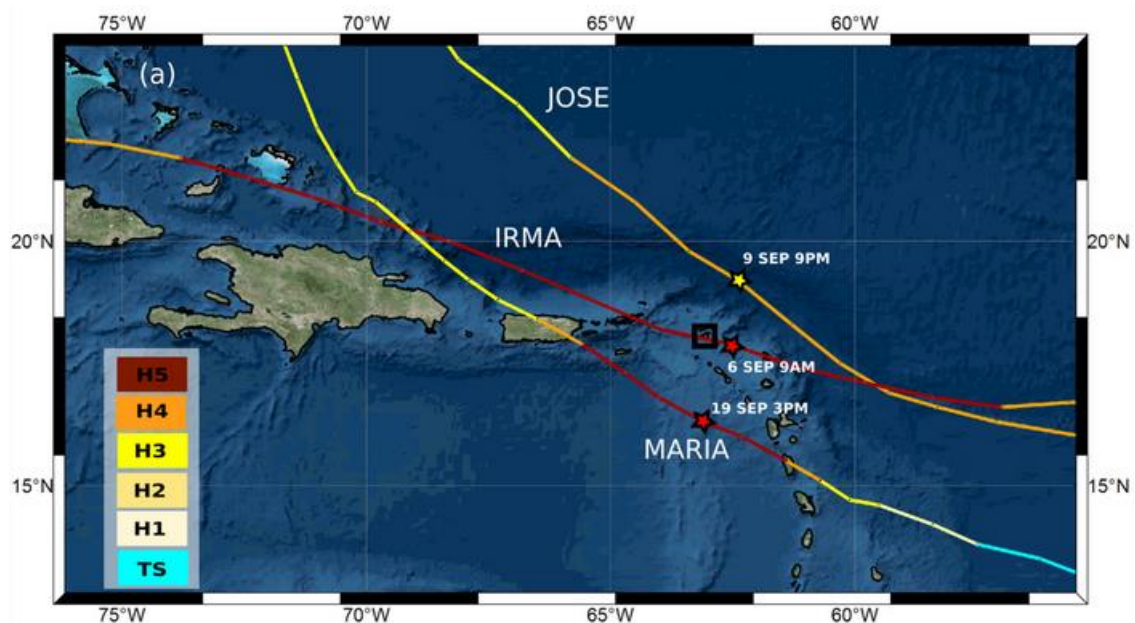 75°W 70°W 65°W 60°W
(a)
JOSE
20°N IRMA 20°N
9 SEP 9PM
6 SEP 9AM
19 SEP 3PM
MARIA
15°N 15°N
H5
H4
H3
H2
H1
TS
75°W 70°W 65°W 60°W